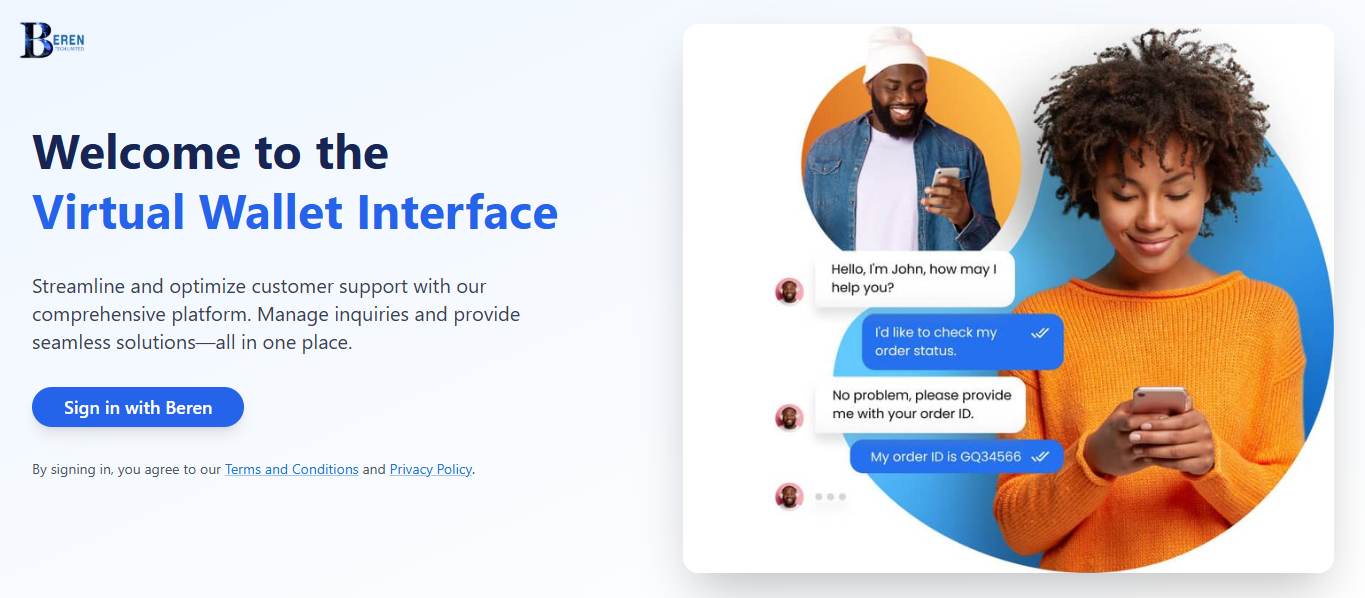 BEREN
TECH LIMITED
Welcome to the
Virtual Wallet Interface
Streamline and optimize customer support with our
comprehensive platform. Manage inquiries and provide
seamless solutions—all in one place.
Sign in with Beren
By signing in, you agree to our Terms and Conditions and Privacy Policy.
Hello, I'm John, how may I
help you?
I'd like to check my
order status.
No problem, please provide
me with your order ID.
My order ID is GQ34566